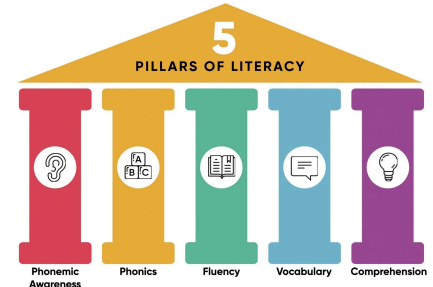 5
PILLARS OF LITERACY
A
B C
Phonemic
Awareness
Phonics
Fluency
Vocabulary
Comprehension